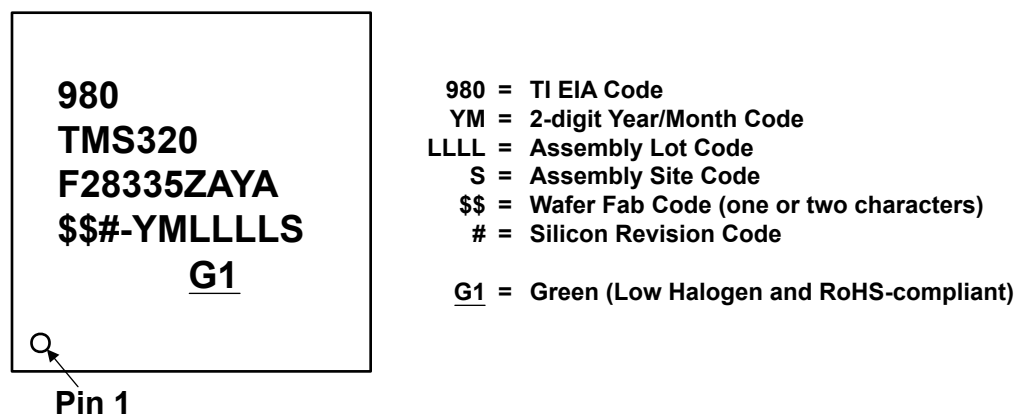 980
TMS320
F28335ZAYA
$$#-YMLLLLS
G1
Pin 1
980 = TI EIA Code
YM = 2-digit Year/Month Code
LLLL = Assembly Lot Code
S = Assembly Site Code
$$ = Wafer Fab Code (one or two characters)
# = Silicon Revision Code
G1 = Green (Low Halogen and RoHS-compliant)